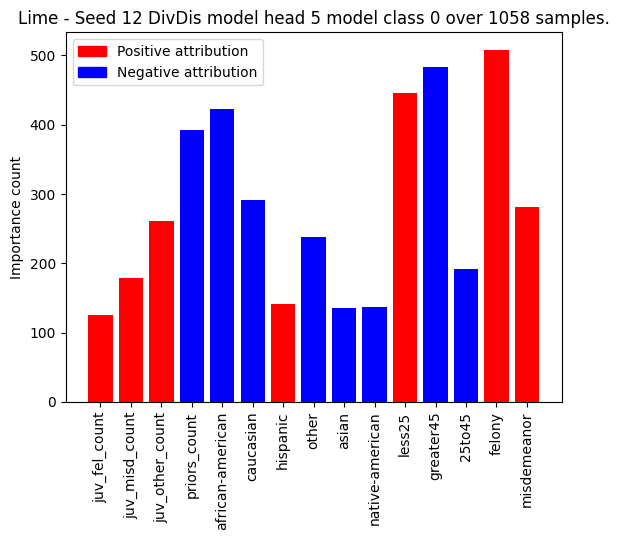 Lime - Seed 12 DivDis model head 5 model class 0 over 1058 samples.
Positive attribution
Negative attribution
Importance count
500
400
300
200
100
0
juv_fel_count
juv_misd_count
juv_other_count
priors_count
african-american
caucasian
hispanic
other
asian
native-american
less25
greater45
25to45
felony
misdemeanor